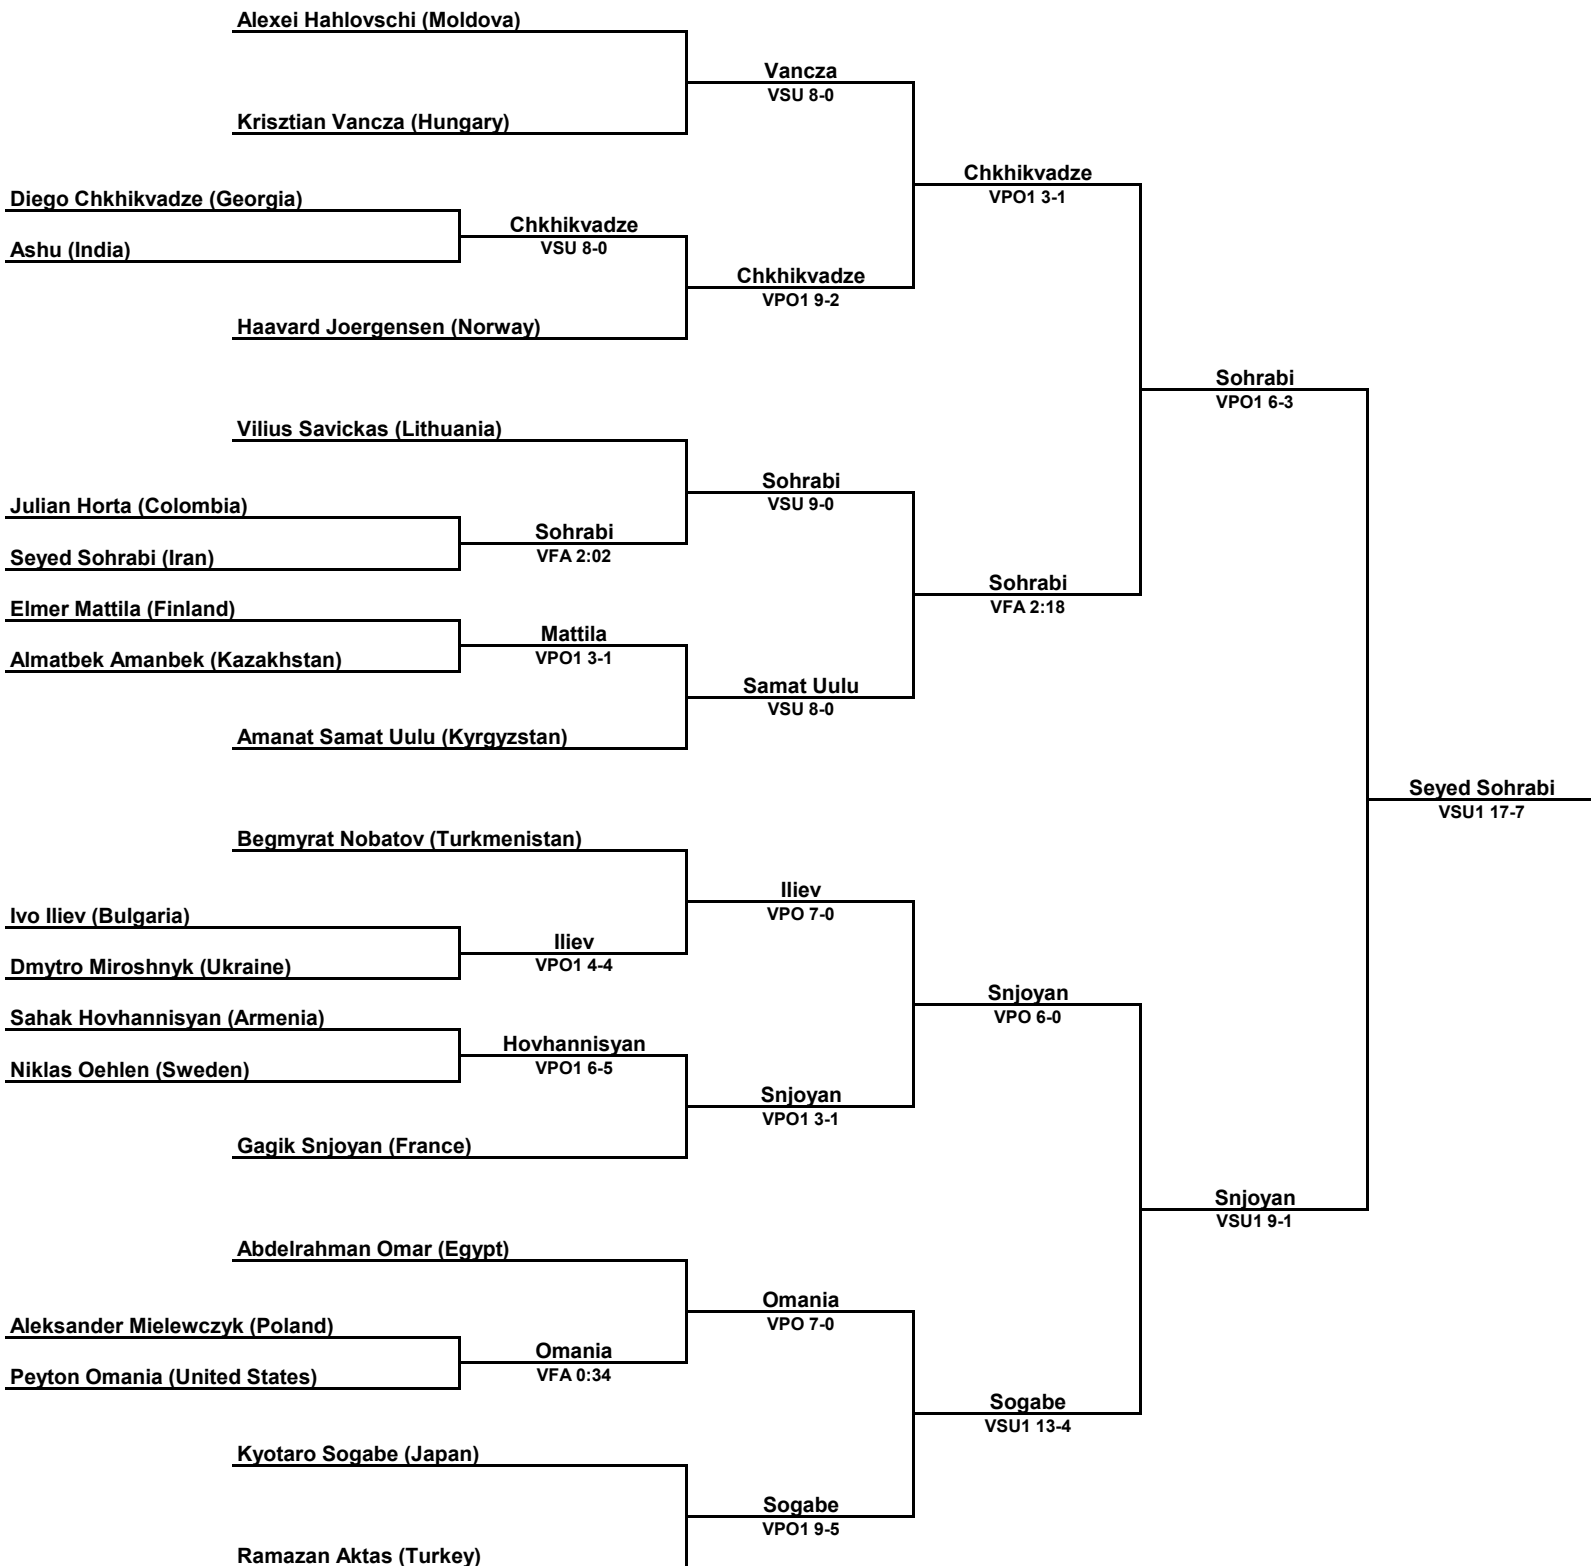 Alexei Hahlovschi (Moldova)
Vancza
VSU 8-0
Krisztian Vancza (Hungary)
Chkhikvadze
VPO1 3-1
Diego Chkhikvadze (Georgia)
Chkhikvadze
VSU 8-0
Ashu (India)
Chkhikvadze
VPO1 9-2
Haavard Joergensen (Norway)
Sohrabi
VPO1 6-3
Vilius Savickas (Lithuania)
Sohrabi
VSU 9-0
Julian Horta (Colombia)
Sohrabi
VFA 2:02
Seyed Sohrabi (Iran)
Sohrabi
VFA 2:18
Elmer Mattila (Finland)
Mattila
VPO1 3-1
Almatbek Amanbek (Kazakhstan)
Samat Uulu
VSU 8-0
Amanat Samat Uulu (Kyrgyzstan)
Seyed Sohrabi
VSU1 17-7
Begmyrat Nobatov (Turkmenistan)
Iliev
VPO 7-0
Ivo Iliev (Bulgaria)
Iliev
VPO1 4-4
Dmytro Miroshnyk (Ukraine)
Snjoyan
VPO 6-0
Sahak Hovhannisyan (Armenia)
Hovhannisyan
VPO1 6-5
Niklas Oehlen (Sweden)
Snjoyan
VPO1 3-1
Gagik Snjoyan (France)
Snjoyan
VSU1 9-1
Abdelrahman Omar (Egypt)
Omania
VPO 7-0
Aleksander Mielewczyk (Poland)
Omania
VFA 0:34
Peyton Omania (United States)
Sogabe
VSU1 13-4
Kyotaro Sogabe (Japan)
Sogabe
VPO1 9-5
Ramazan Aktas (Turkey)